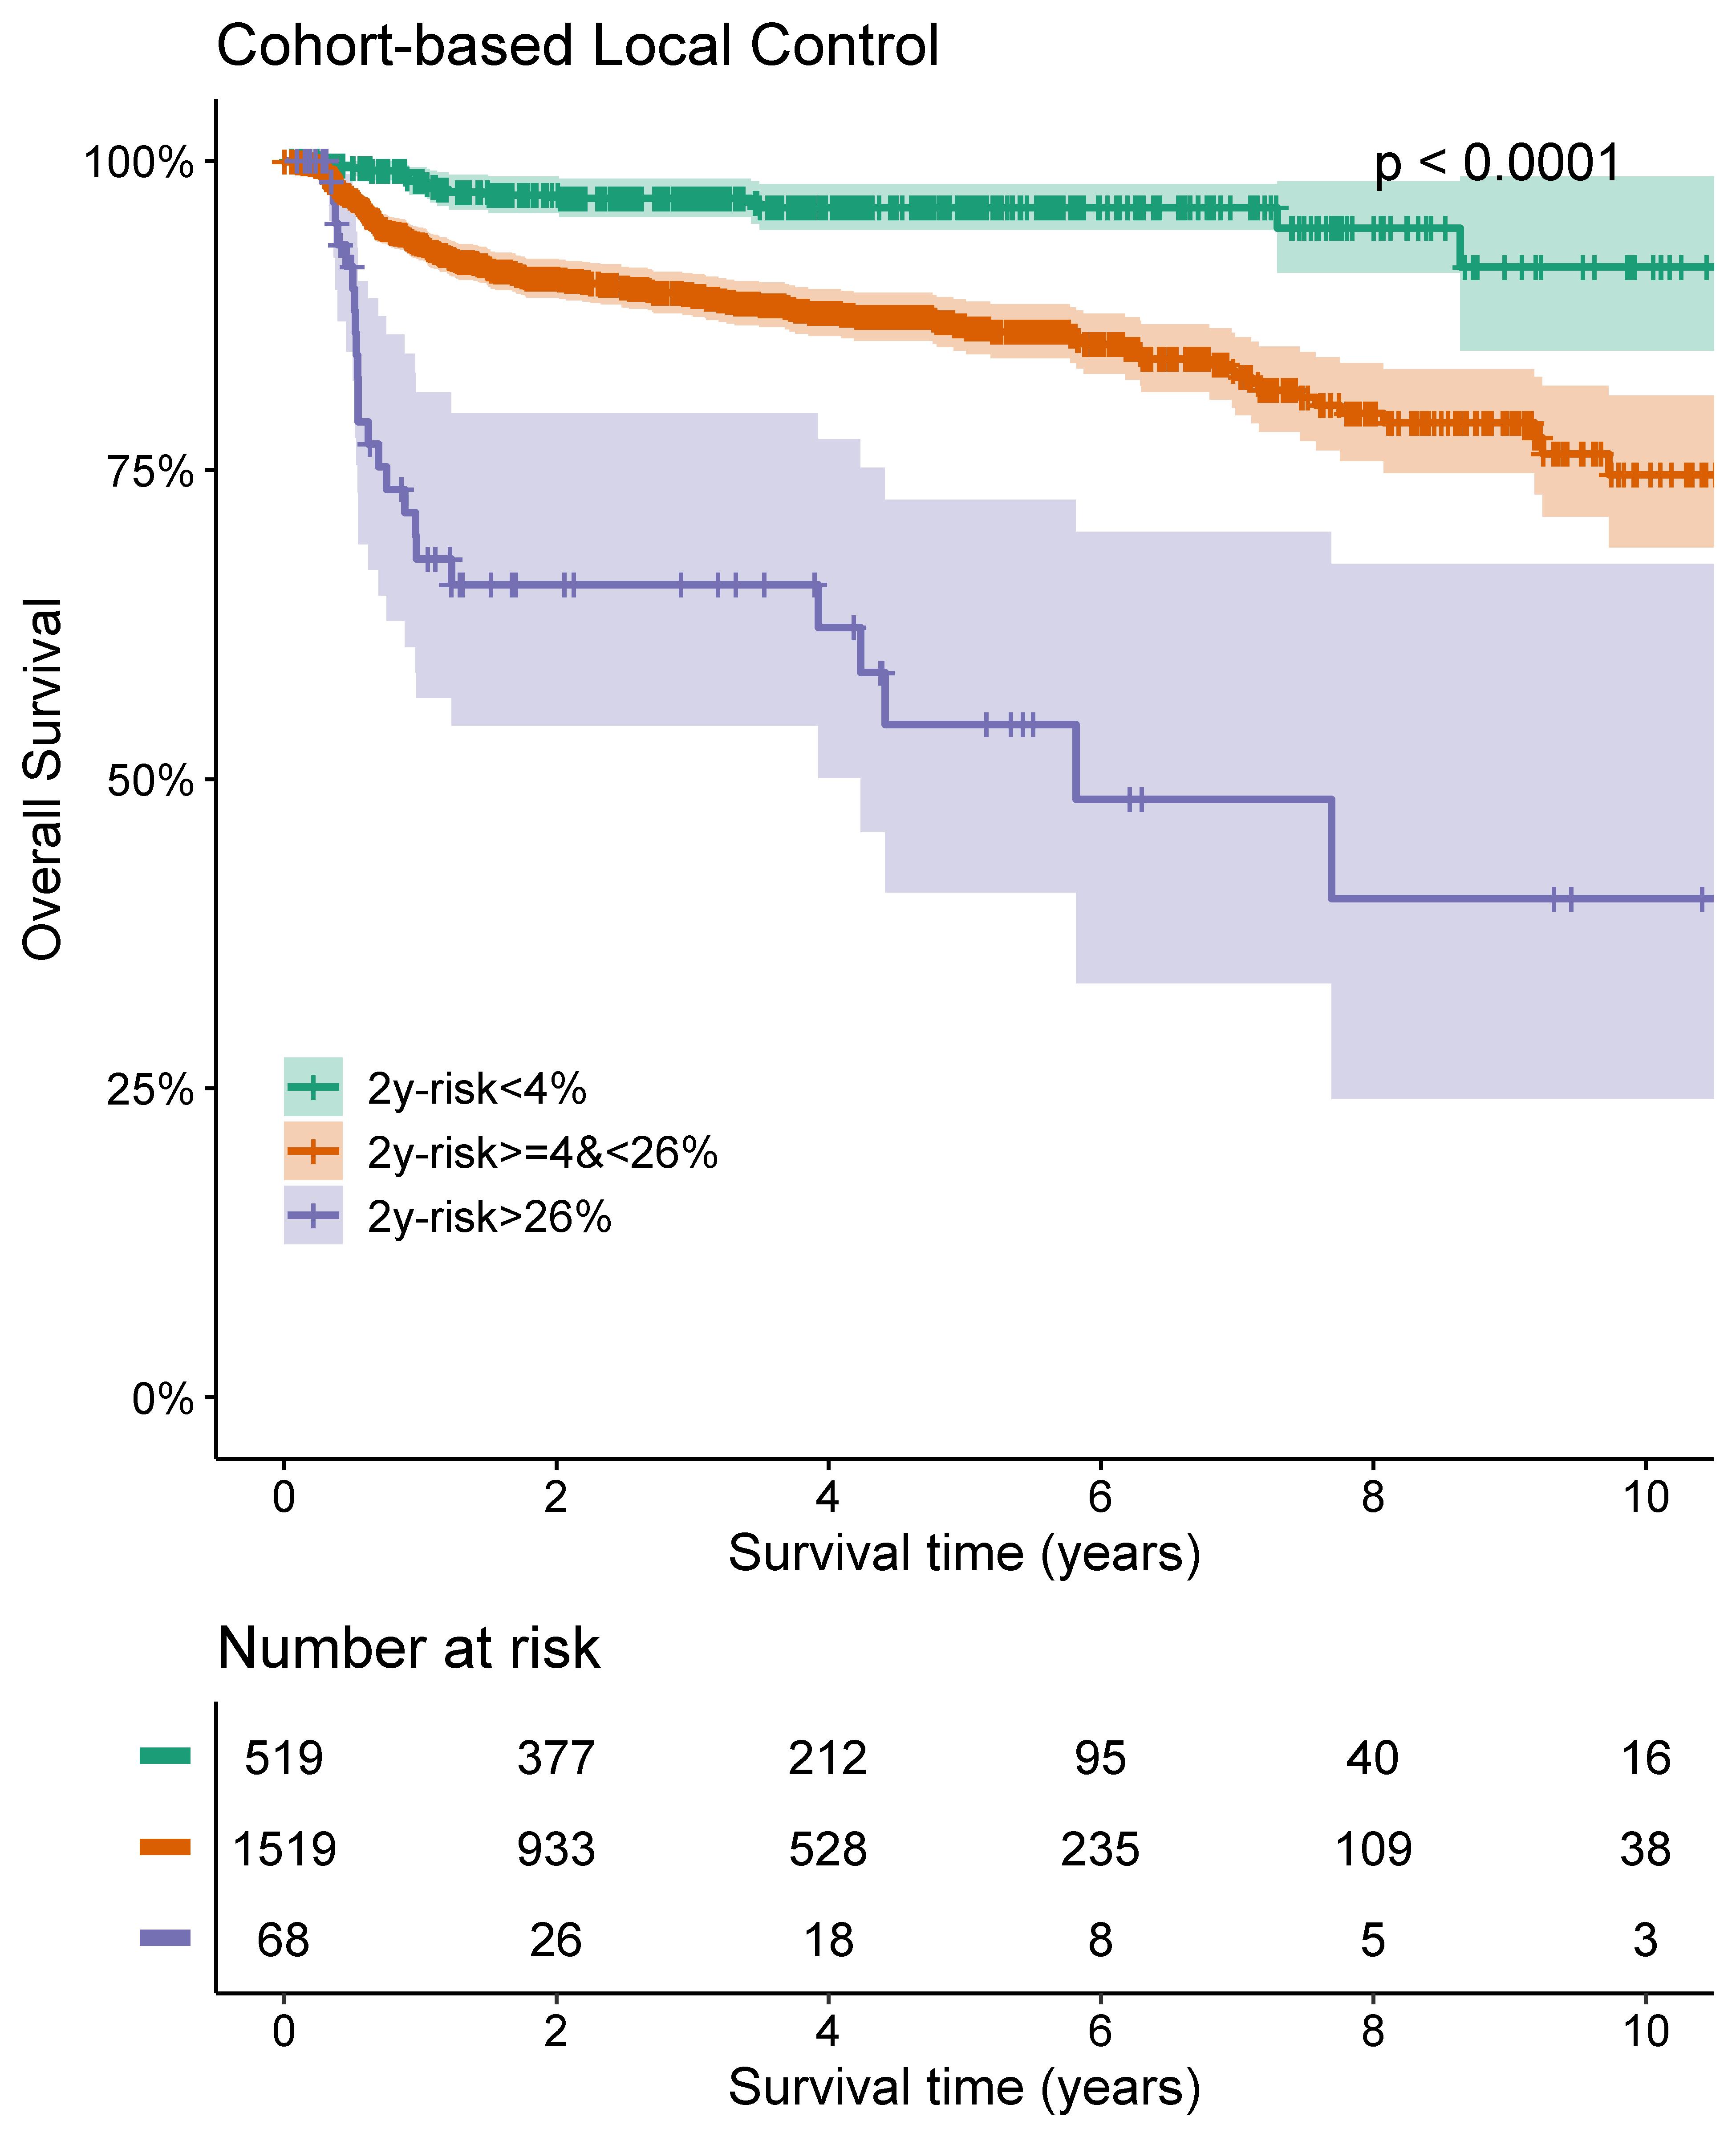 Cohort-based Local Control
p < 0.0001
100%
75%
50%
25%
0%
Overall Survival
2y-risk<4%
2y-risk>=4&<26%
2y-risk>26%
0 2 4 6 8 10
Survival time (years)
Number at risk
519 377 212 95 40 16
1519 933 528 235 109 38
68 26 18 8 5 3
0 2 4 6 8 10
Survival time (years)